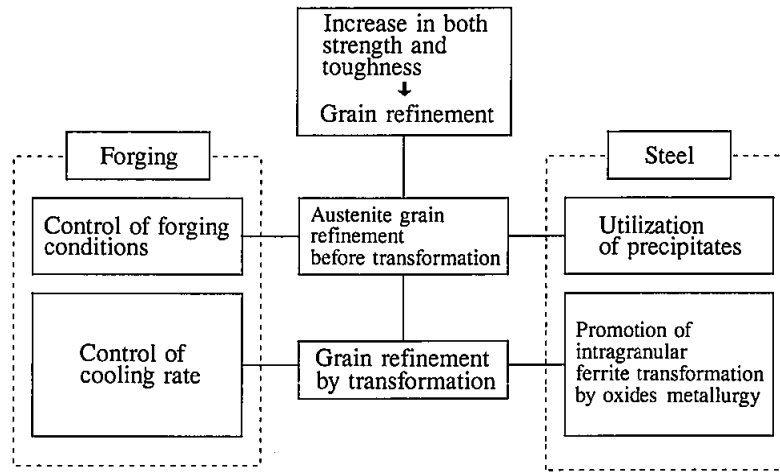 Increase in both
strength and
toughness
↓
Grain refinement
Forging
Steel
Control of forging
conditions
Austenite grain
refinement
before transformation
Utilization
of precipitates
Control of
cooling rate
Grain refinement
by transformation
Promotion of
intragranular
ferrite transformation
by oxides metallurgy